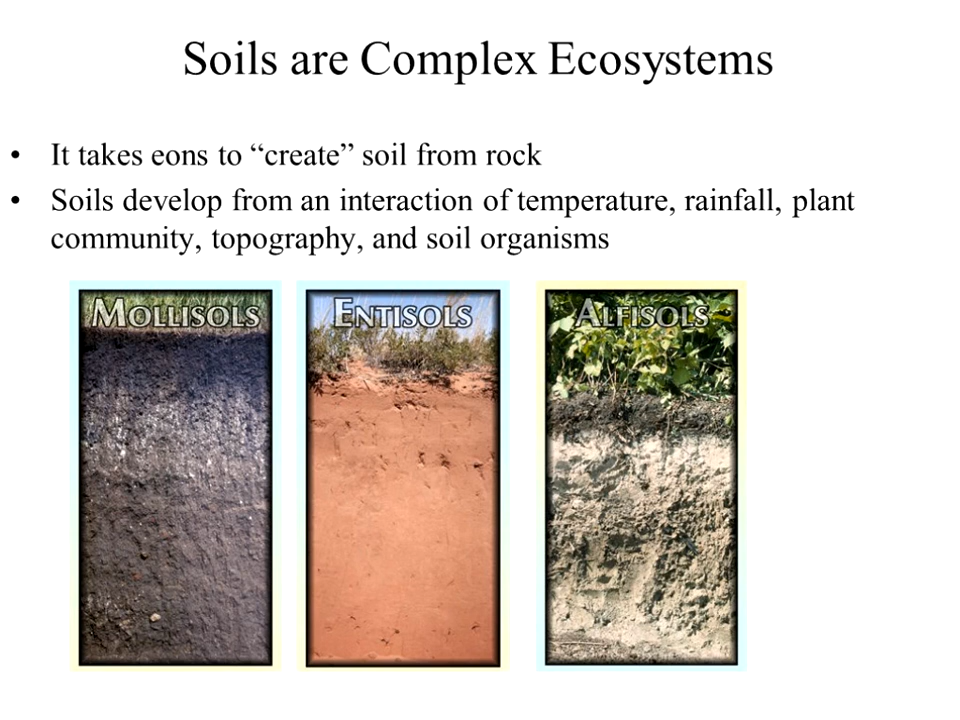 Soils are Complex Ecosystems
• It takes eons to “create” soil from rock
• Soils develop from an interaction of temperature, rainfall, plant
community, topography, and soil organisms
MOLLISOLS
ENTISOLS
ALFISOLS